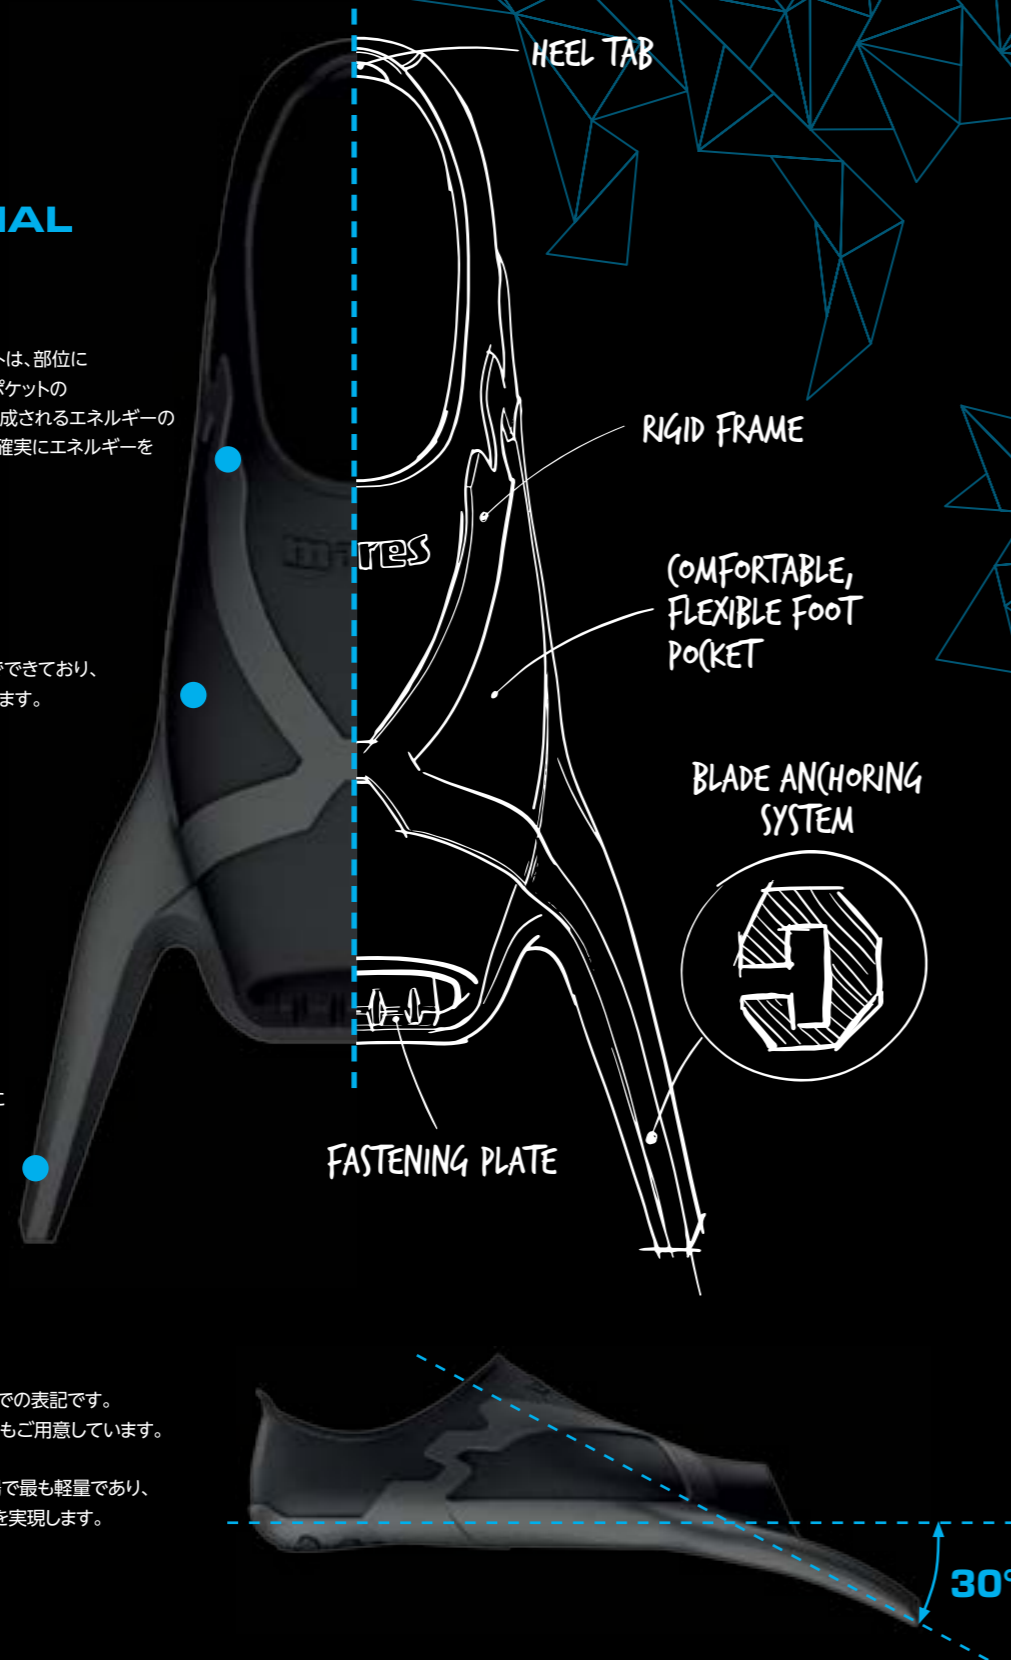 HEEL TAB
IAL
トは、部位に
ポケットの
成されるエネルギーの
確実にエネルギーを
RIGID FRAME
mares
COMFORTABLE,
FLEXIBLE FOOT
POCKET
でできており、
ます。
BLADE ANCHORING
SYSTEM
に
FASTENING PLATE
での表記です。
もご用意しています。
で最も軽量であり、
を実現します。
30°